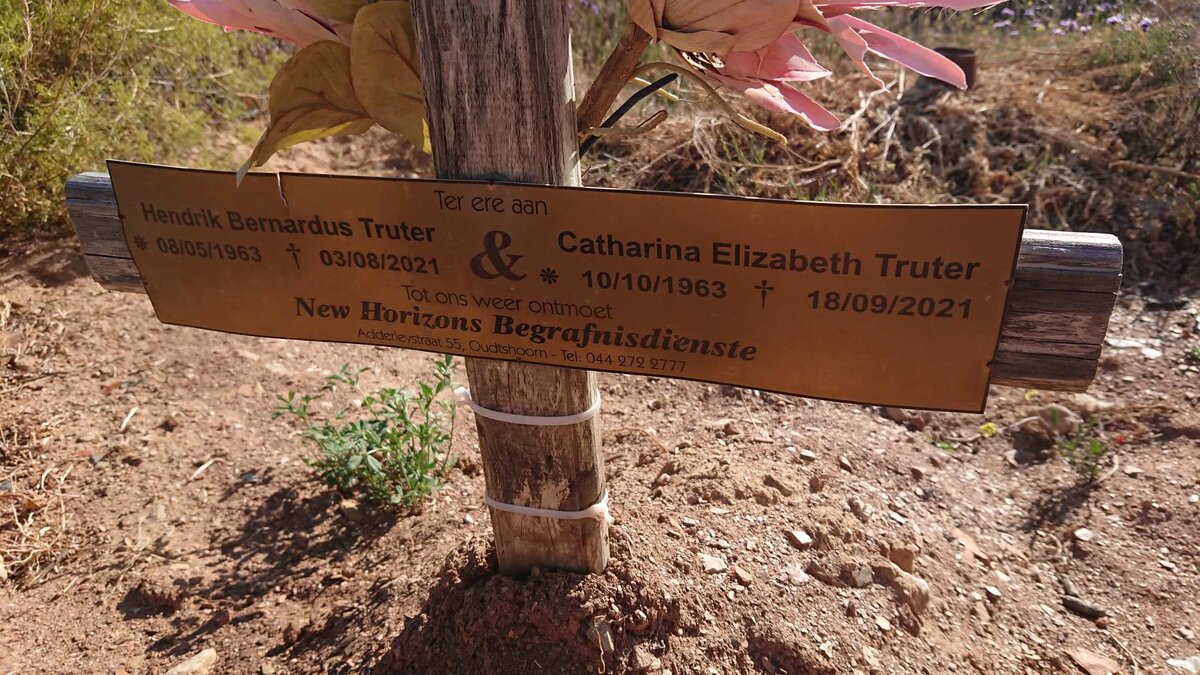 Ter ere aan
Hendrik Bernardus Truter
* 08/05/1963 † 03/08/2021
&
Catharina Elizabeth Truter
* 10/10/1963 † 18/09/2021
Tot ons weer ontmoet
New Horizons Begrafnisdienste
Adderleystraat 55, Oudtshoorn - Tel: 044 272 2777